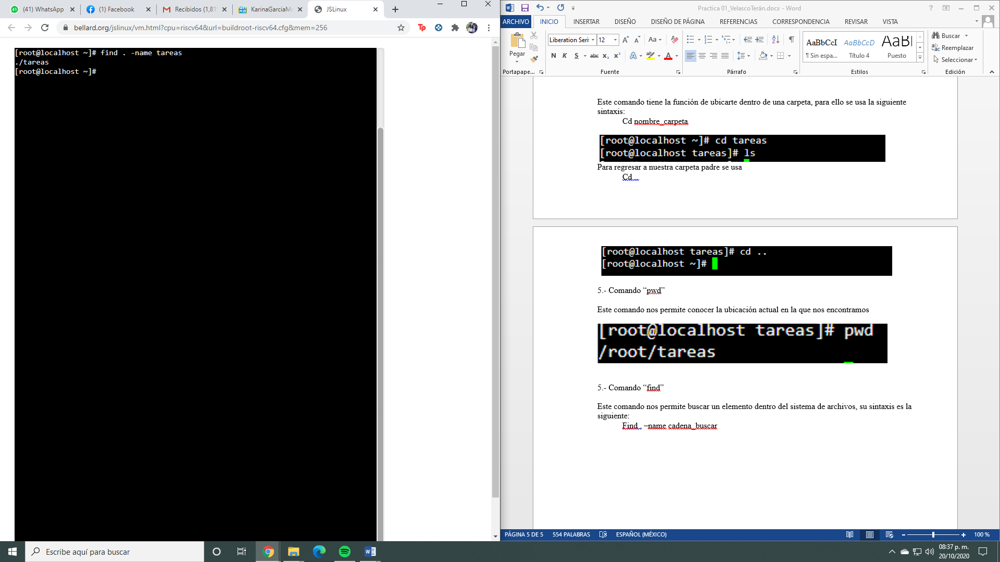 (41) WhatsApp
(1) Facebook
Recibidos (1,81
KarinaGarciaMo
JSLinux
bellard.org/jslinux/vm.html?cpu=riscv64&url=buildroot-riscv64.cfg&mem=256
[root@localhost ~]# find . -name tareas
./tareas
[root@localhost ~]#
Practica 01_VelascoTerán.docx - Word
ARCHIVO INICIO INSERTAR DISEÑO DISEÑO DE PÁGINA REFERENCIAS CORRESPONDENCIA REVISAR VISTA
Pegar
Portapape...
Liberation Seri 12
Aa
N K S abc x₂ x²
Fuente
Párrafo
AaBbCcI AaBbCcD AaBl
¶ Sin espa... Título 4 Puesto
Estilos
Buscar
Reemplazar
Seleccionar
Edición
Este comando tiene la función de ubicarte dentro de una carpeta, para ello se usa la siguiente
sintaxis:
Cd nombre_carpeta
[root@localhost ~]# cd tareas
[root@localhost tareas]# ls
Para regresar a nuestra carpeta padre se usa
Cd ..
[root@localhost tareas]# cd ..
[root@localhost ~]#
5.- Comando “pwd”
Este comando nos permite conocer la ubicación actual en la que nos encontramos
[root@localhost tareas]# pwd
/root/tareas
5.- Comando “find”
Este comando nos permite buscar un elemento dentro del sistema de archivos, su sintaxis es la
siguiente:
Find . –name cadena_buscar
PÁGINA 5 DE 5 554 PALABRAS ESPAÑOL (MÉXICO) 100 %
Escribe aquí para buscar
08:37 p. m.
20/10/2020